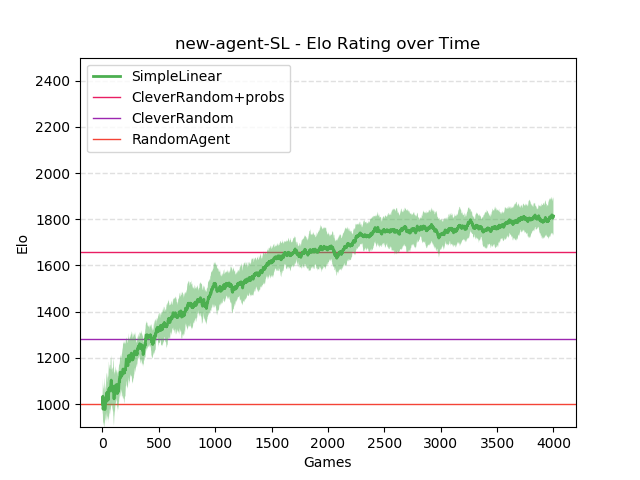 new-agent-SL - Elo Rating over Time
SimpleLinear
CleverRandom+probs
CleverRandom
RandomAgent
2400
2200
2000
1800
1600
1400
1200
1000
Elo
0 500 1000 1500 2000 2500 3000 3500 4000
Games